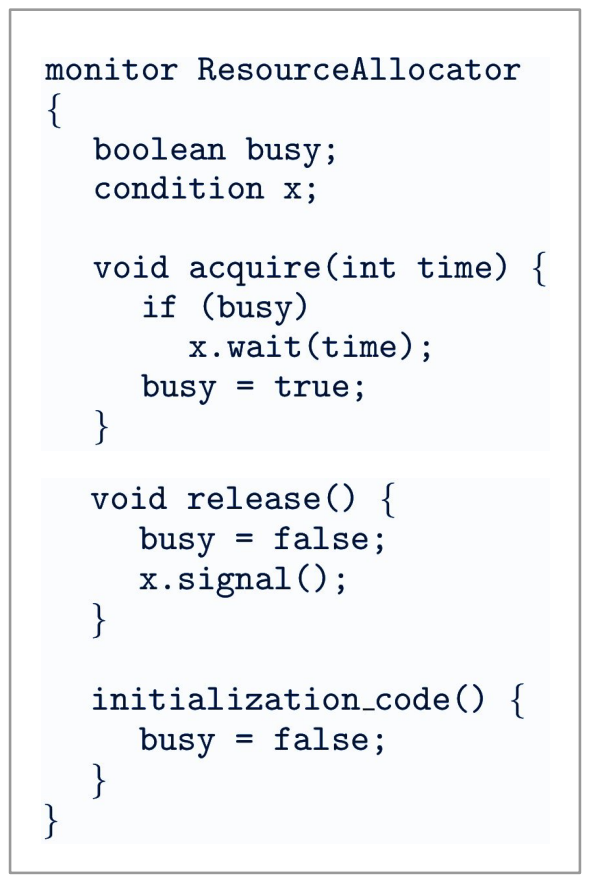 monitor ResourceAllocator
{
boolean busy;
condition x;
void acquire(int time) {
if (busy)
x.wait(time);
busy = true;
}
void release() {
busy = false;
x.signal();
}
initialization_code() {
busy = false;
}
}